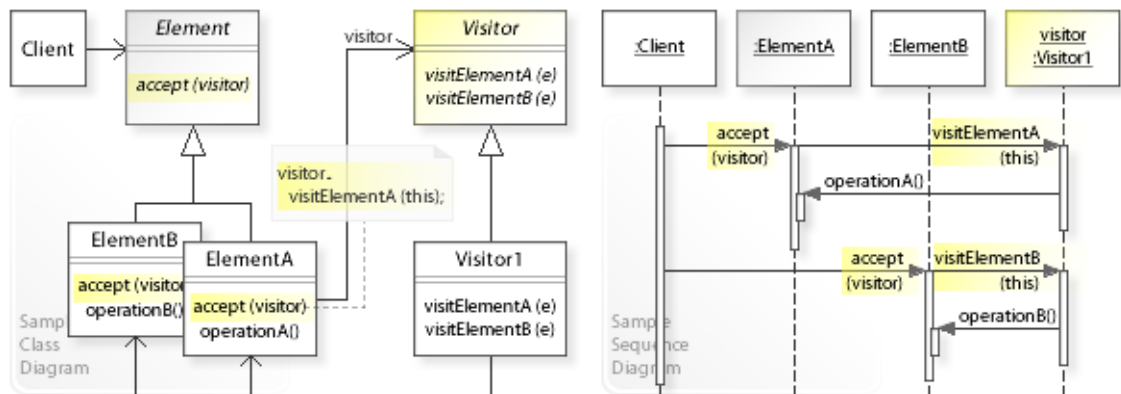 Client
Element
accept (visitor)
visitor
Visitor
visitElementA (e)
visitElementB (e)
visitor.
visitElementA (this);
ElementB
accept (visitor
operationB()
ElementA
accept (visitor)
operationA()
Visitor1
visitElementA (e)
visitElementB (e)
Sample
Class
Diagram
:Client
:ElementA
:ElementB
visitor
:Visitor1
accept
(visitor)
visitElementA
(this)
operationA()
accept
(visitor)
visitElementB
(this)
operationB()
Sample
Sequence
Diagram